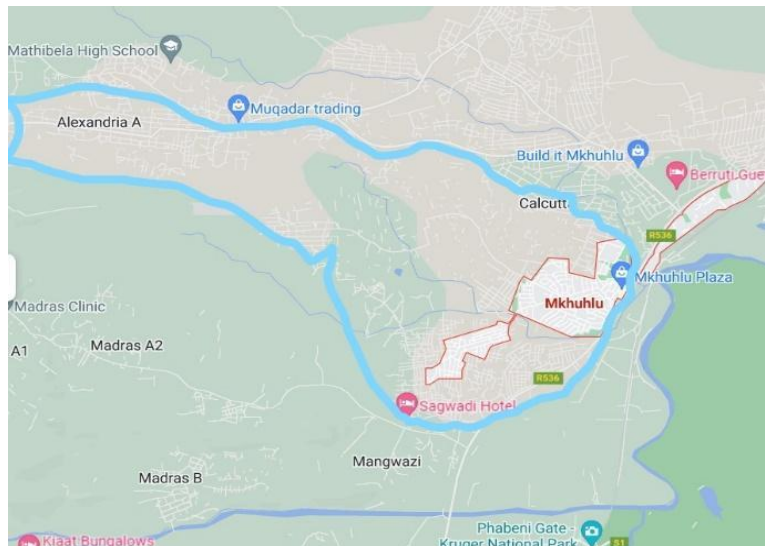 Mathibela High School
Muqadar trading
Alexandria A
Build it Mkhuhlu
Berruti Gue
Calcutt
R536
Mkhuhlu Plaza
Mkhuhlu
Madras Clinic
A1
Madras A2
R536
Sagwadi Hotel
Mangwazi
Madras B
Phabeni Gate -
Kruger National Park
S1
Kiaat Bungalows